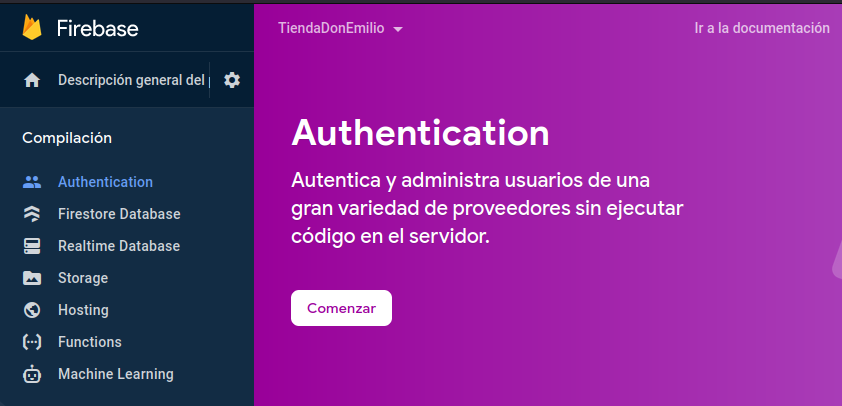 Firebase
TiendaDonEmilio
Ir a la documentación
Descripción general del
Compilación
Authentication
Firestore Database
Realtime Database
Storage
Hosting
Functions
Machine Learning
Authentication
Autentica y administra usuarios de una
gran variedad de proveedores sin ejecutar
código en el servidor.
Comenzar